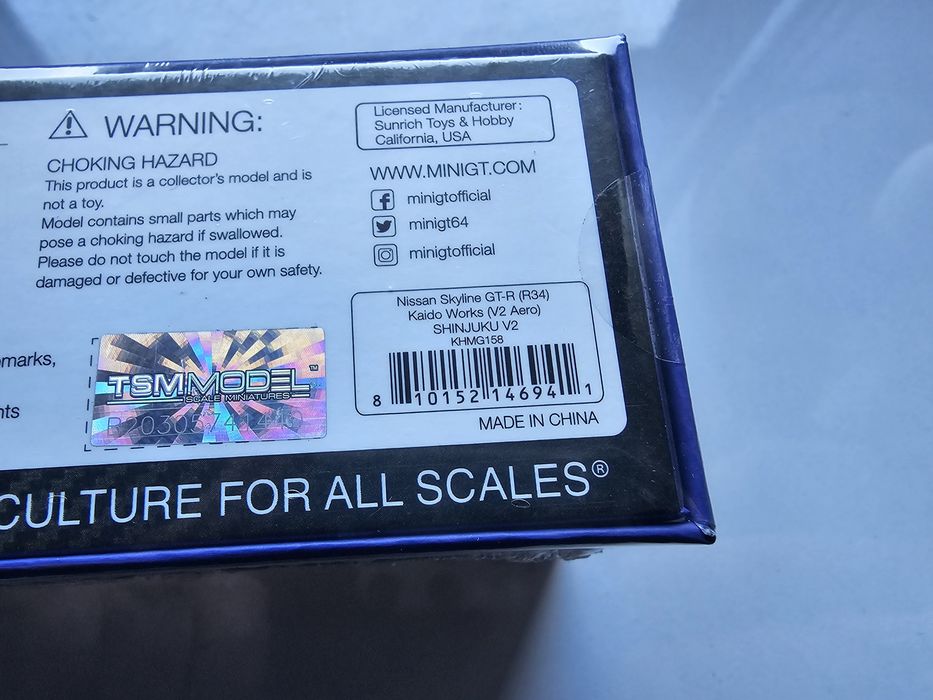 WARNING:
CHOKING HAZARD
This product is a collector's model and is
not a toy.
Model contains small parts which may
pose a choking hazard if swallowed.
Please do not touch the model if it is
damaged or defective for your own safety.
Licensed Manufacturer:
Sunrich Toys & Hobby
California, USA
WWW.MINIGT.COM
minigtofficial
minigt64
minigtofficial
Nissan Skyline GT-R (R34)
Kaido Works (V2 Aero)
SHINJUKU V2
KHMG158
8 10152 14694 1
MADE IN CHINA
emarks,
nts
TSM MODEL™
SCALE MINIATURES
CULTURE FOR ALL SCALES®